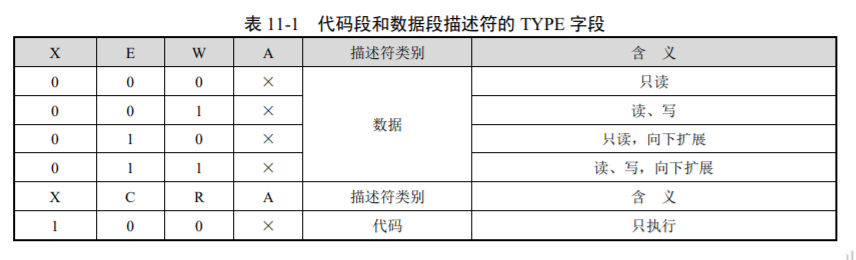 表 11-1 代码段和数据段描述符的 TYPE 字段
X E W A 描述符类别 含 义
0 0 0 × 只读
0 0 1 × 读、写
数据
0 1 0 × 只读，向下扩展
0 1 1 × 读、写，向下扩展
X C R A 描述符类别 含 义
1 0 0 × 代码 只执行